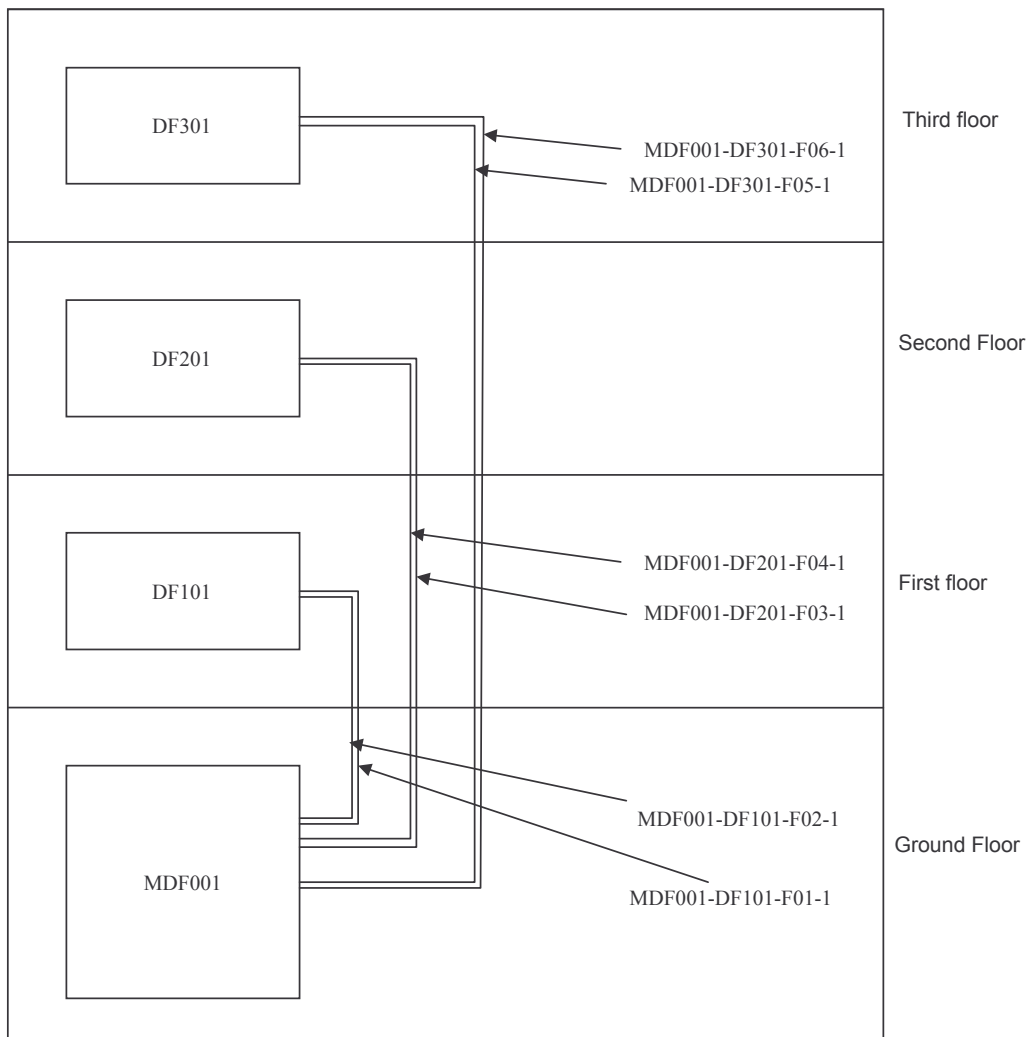 DF301
Third floor
MDF001-DF301-F06-1
MDF001-DF301-F05-1
DF201
Second Floor
MDF001-DF201-F04-1
DF101
First floor
MDF001-DF201-F03-1
MDF001-DF101-F02-1
Ground Floor
MDF001
MDF001-DF101-F01-1